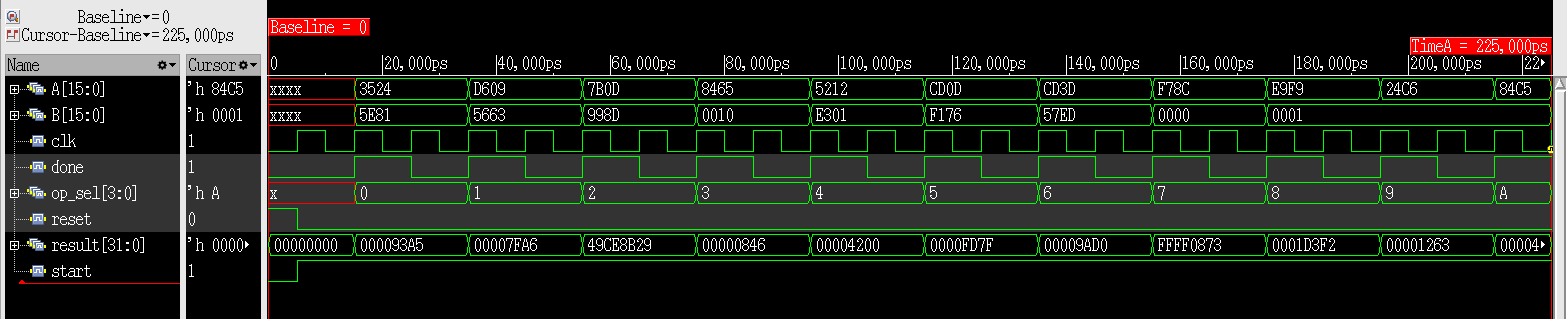 Baseline▾=0
Cursor-Baseline▾=225,000ps
Baseline = 0
TimeA = 225,000ps
Name Cursor 0 20,000ps 40,000ps 60,000ps 80,000ps 100,000ps 120,000ps 140,000ps 160,000ps 180,000ps 200,000ps 22
A[15:0] 'h 84C5 xxxx 3524 D609 7B0D 8465 5212 CD0D CD3D F78C E9F9 24C6 84C5
B[15:0] 'h 0001 xxxx 5E81 5663 998D 0010 E301 F176 57ED 0000 0001
clk 1
done 1
op_sel[3:0] 'h A x 0 1 2 3 4 5 6 7 8 9 A
reset 0
result[31:0] 'h 0000 00000000 000093A5 00007FA6 49CE8B29 00000846 00004200 0000FD7F 00009AD0 FFFF0873 0001D3F2 00001263 00004
start 1